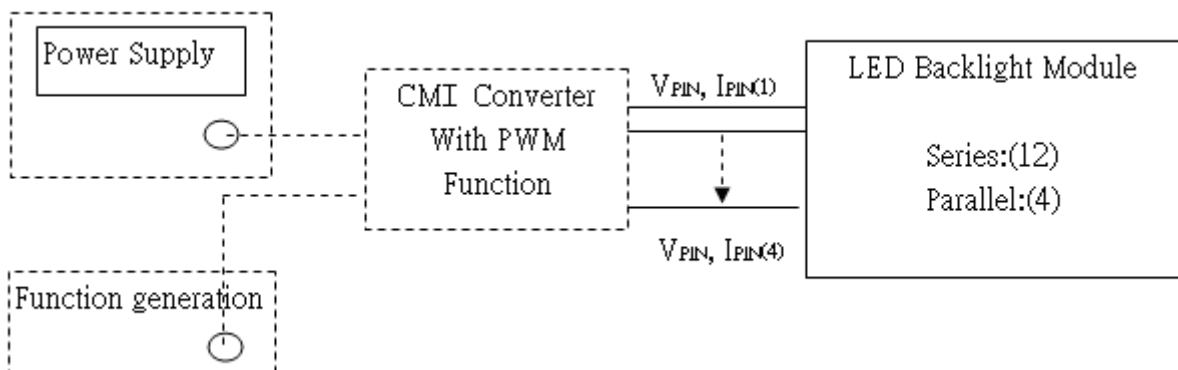 Power Supply
CMI Converter
With PWM
Function
VPIN, IPIN(1)
VPIN, IPIN(4)
LED Backlight Module
Series:(12)
Parallel:(4)
Function generation